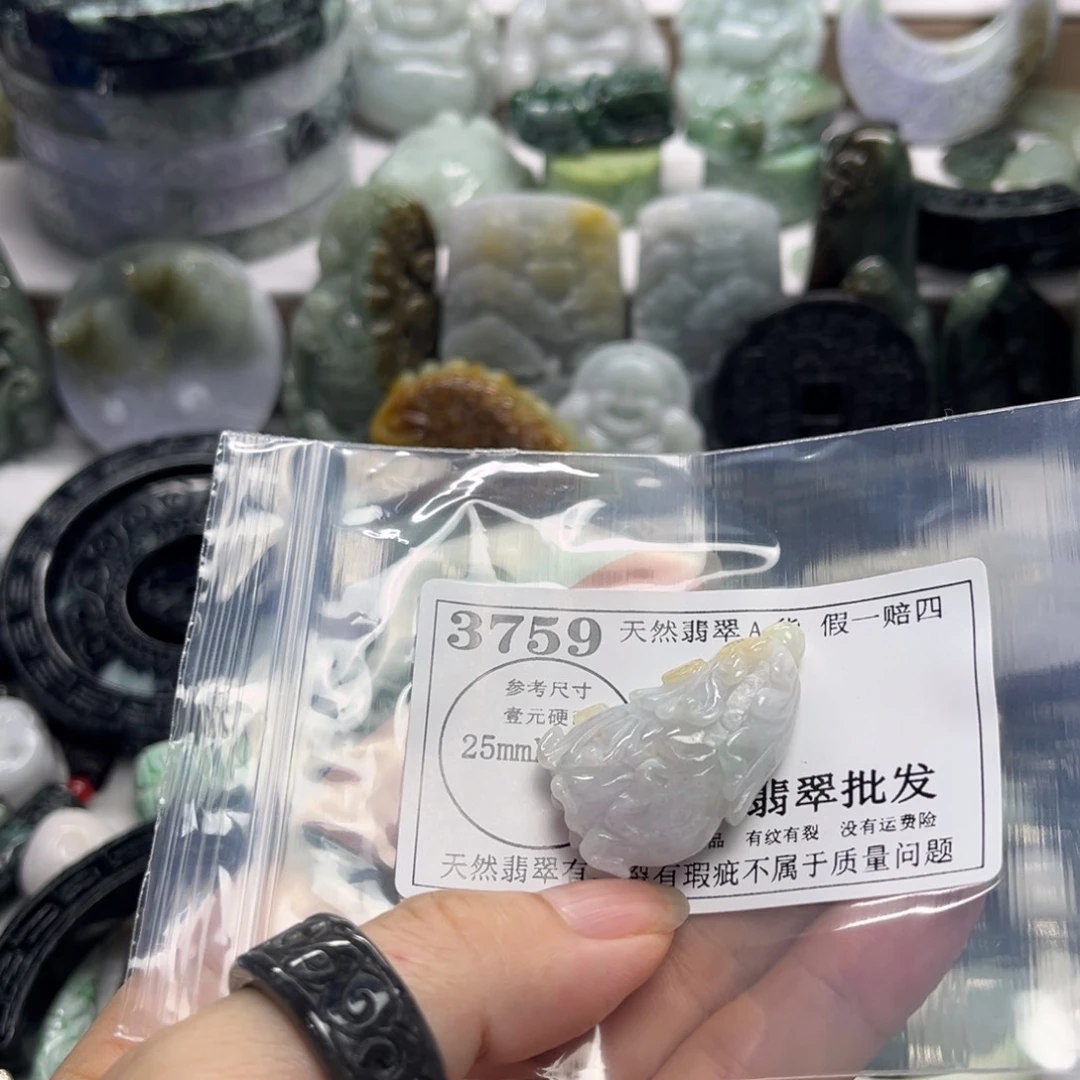 3759 天然翡翠A货 假一赔四
参考尺寸
壹元硬
25mm
翡翠批发
品 有纹有裂 没有运费险
天然翡翠有 裂有瑕疵不属于质量问题